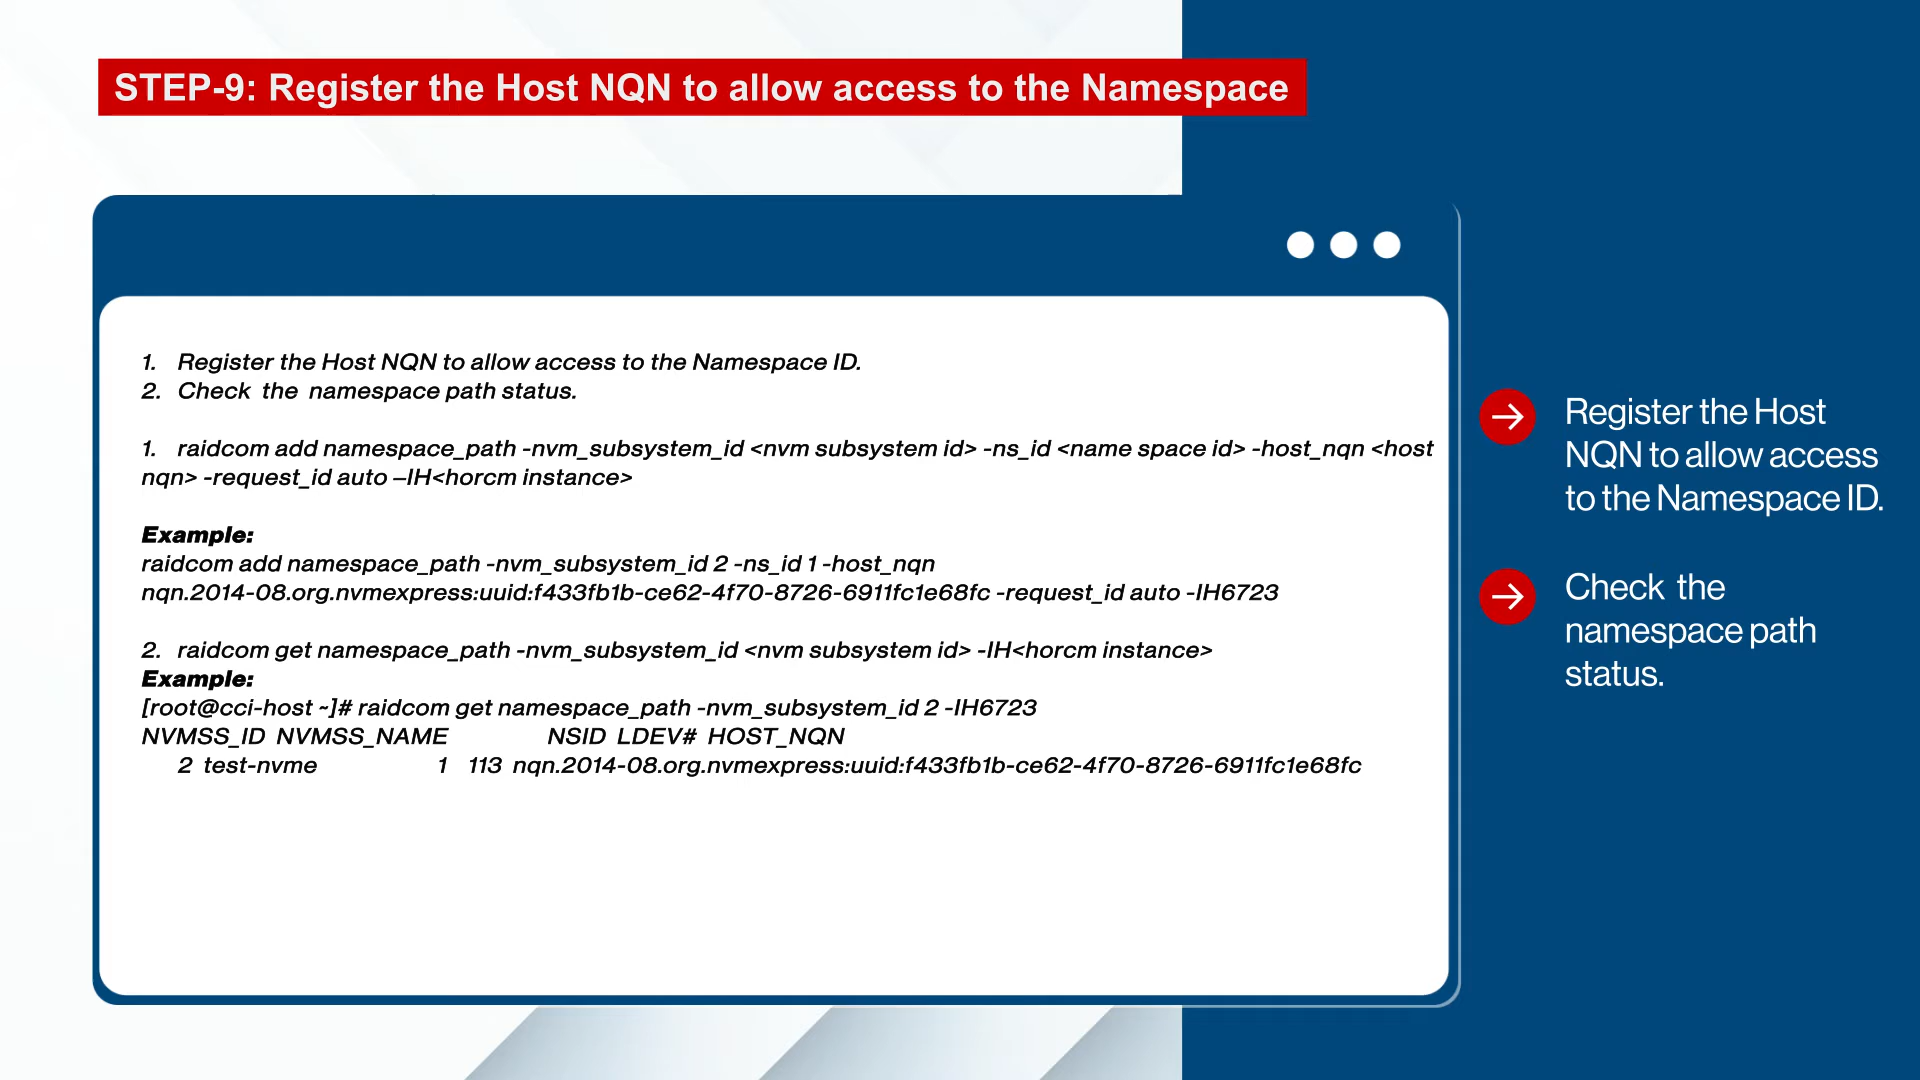 STEP-9: Register the Host NQN to allow access to the Namespace
1. Register the Host NQN to allow access to the Namespace ID.
2. Check the namespace path status.
1. raidcom add namespace_path -nvm_subsystem_id <nvm subsystem id> -ns_id <name space id> -host_nqn <host
nqn> -request_id auto –IH<horcm instance>
Example:
raidcom add namespace_path -nvm_subsystem_id 2 -ns_id 1 -host_nqn
nqn.2014-08.org.nvmexpress:uuid:f433fb1b-ce62-4f70-8726-6911fc1e68fc -request_id auto -IH6723
2. raidcom get namespace_path -nvm_subsystem_id <nvm subsystem id> -IH<horcm instance>
Example:
[root@cci-host ~]# raidcom get namespace_path -nvm_subsystem_id 2 -IH6723
NVMSS_ID NVMSS_NAME NSID LDEV# HOST_NQN
2 test-nvme 1 113 nqn.2014-08.org.nvmexpress:uuid:f433fb1b-ce62-4f70-8726-6911fc1e68fc
Register the Host
NQN to allow access
to the Namespace ID.
Check the
namespace path
status.